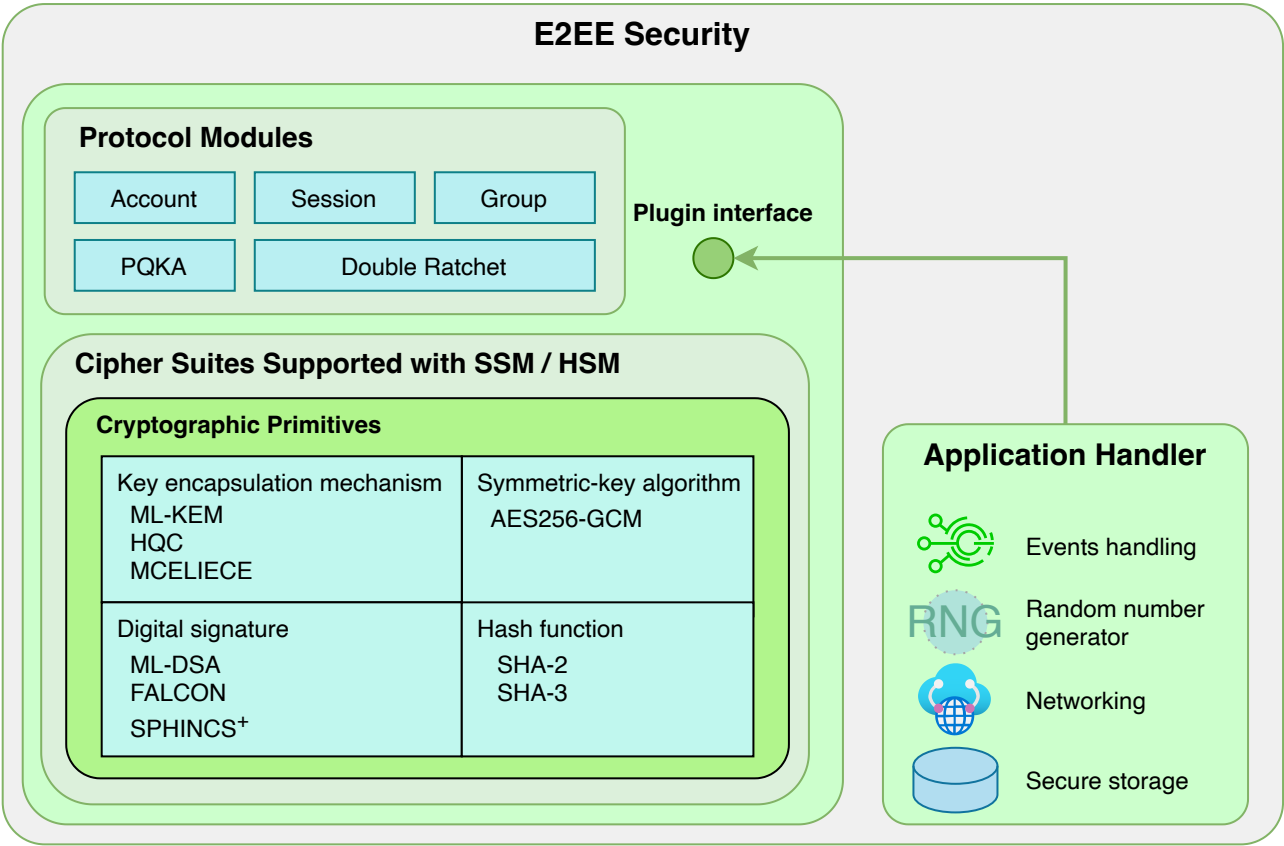 E2EE Security
Protocol Modules
Account
Session
Group
PQKA
Double Ratchet
Plugin interface
Cipher Suites Supported with SSM / HSM
Cryptographic Primitives
Key encapsulation mechanism
ML-KEM
HQC
MCELIECE
Symmetric-key algorithm
AES256-GCM
Digital signature
ML-DSA
FALCON
SPHINCS⁺
Hash function
SHA-2
SHA-3
Application Handler
Events handling
RNG
Random number
generator
Networking
Secure storage